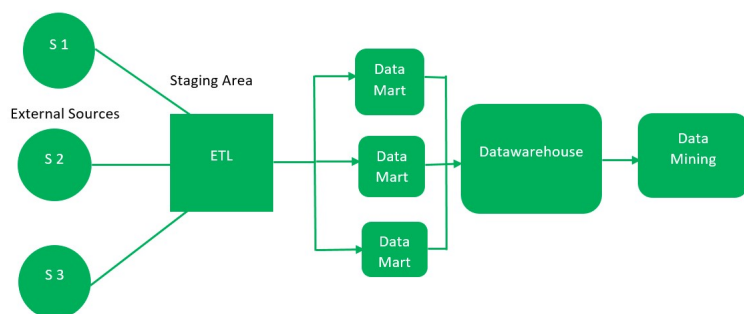 S 1
External Sources
S 2
S 3
Staging Area
ETL
Data
Mart
Data
Mart
Data
Mart
Datawarehouse
Data
Mining